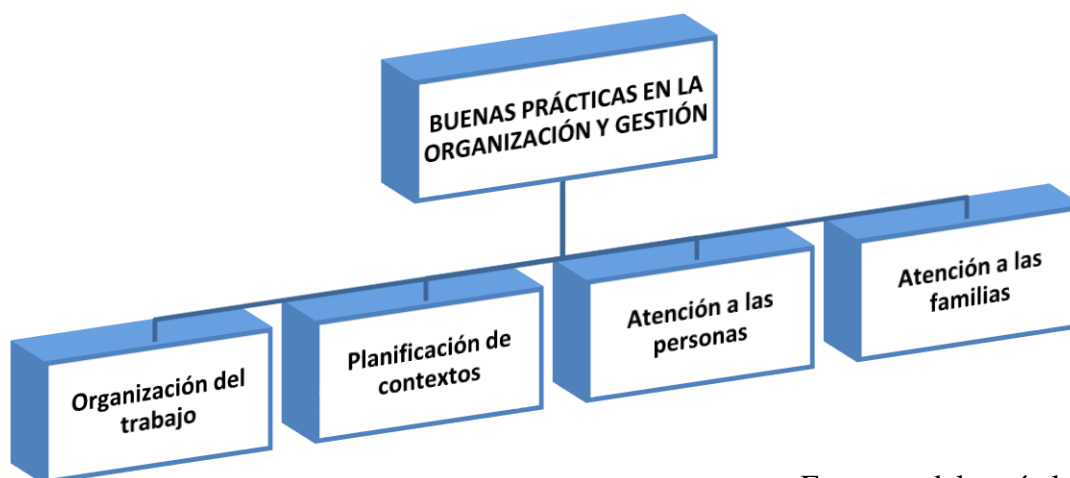 BUENAS PRÁCTICAS EN LA
ORGANIZACIÓN Y GESTIÓN
Organización del
trabajo
Planificación de
contextos
Atención a las
personas
Atención a las
familias